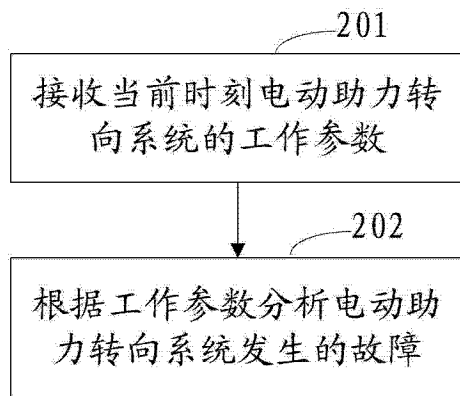 201
接收当前时刻电动助力转
向系统的工作参数
202
根据工作参数分析电动助
力转向系统发生的故障